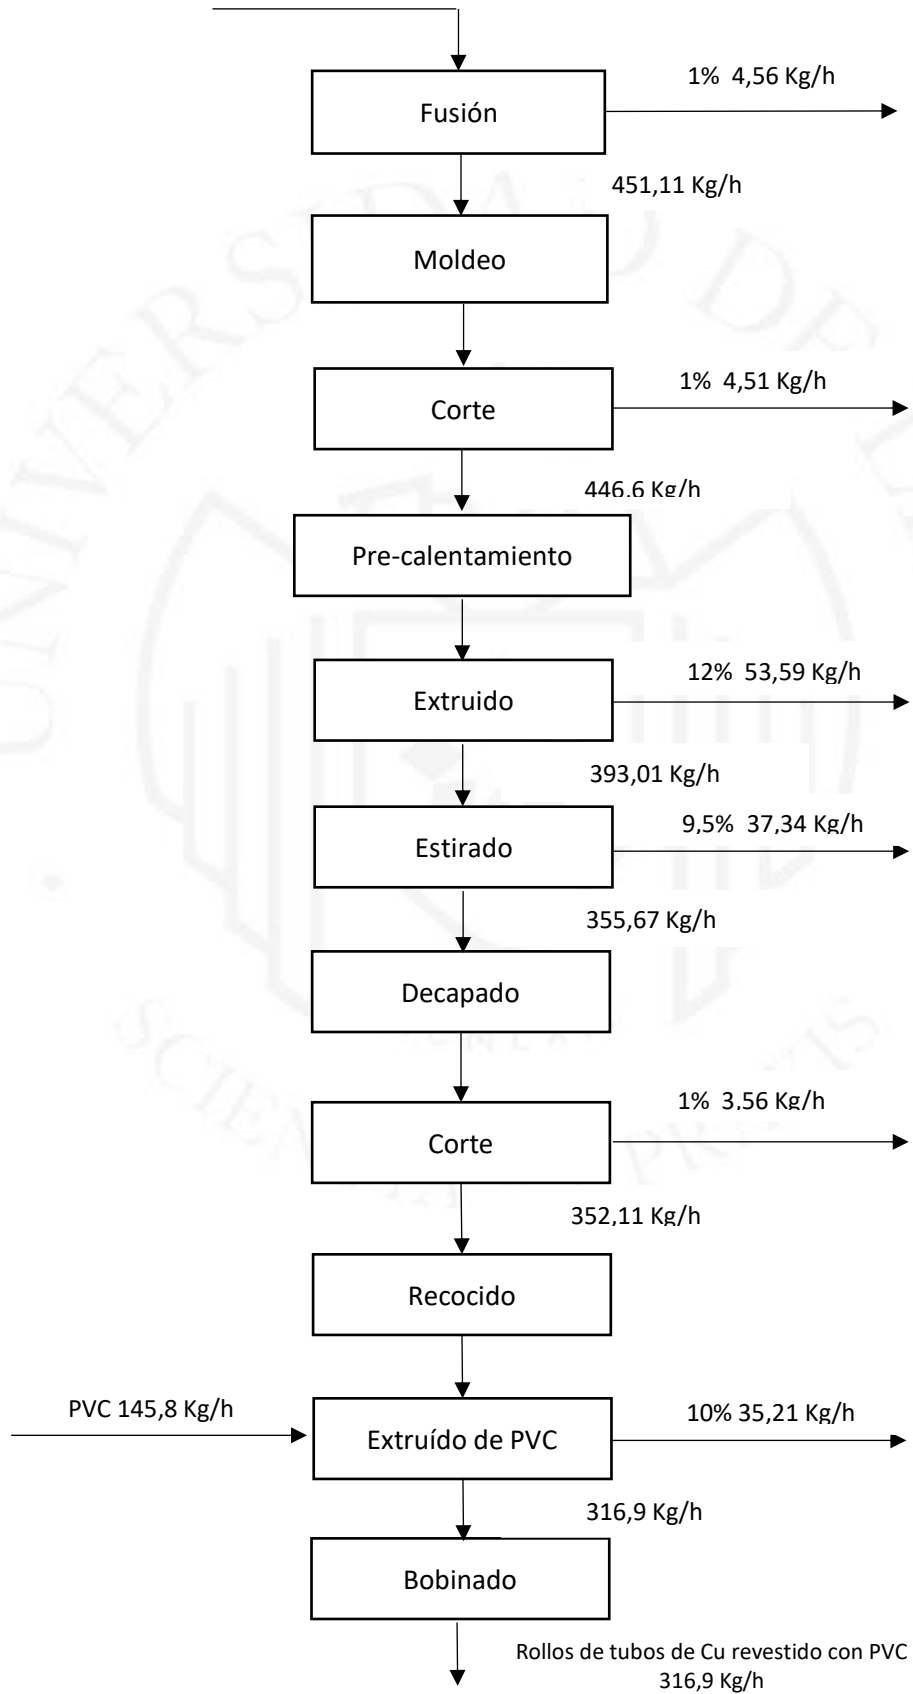 1% 4,56 Kg/h
Fusión
451,11 Kg/h
Moldeo
1% 4,51 Kg/h
Corte
446,6 Kg/h
Pre-calentamiento
12% 53,59 Kg/h
Extruido
393,01 Kg/h
9,5% 37,34 Kg/h
Estirado
355,67 Kg/h
Decapado
1% 3,56 Kg/h
Corte
352,11 Kg/h
Recocido
PVC 145,8 Kg/h
10% 35,21 Kg/h
Extruído de PVC
316,9 Kg/h
Bobinado
Rollos de tubos de Cu revestido con PVC
316,9 Kg/h